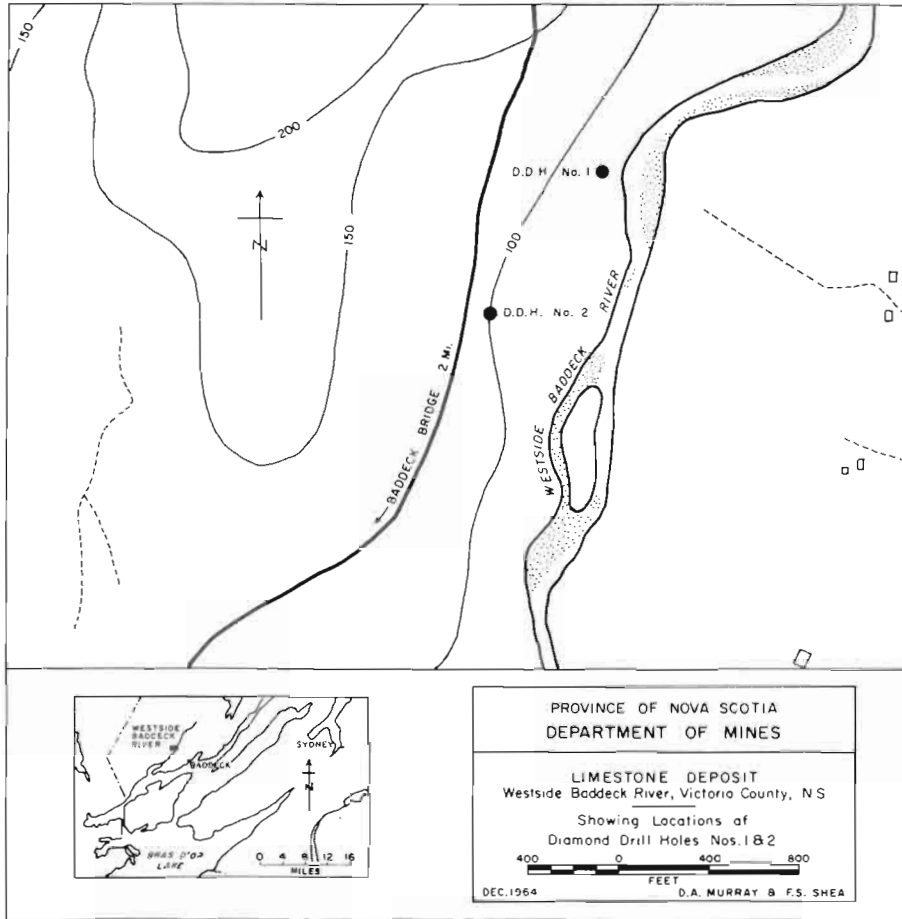 150
200
150
N
D.D.H. No. 1
100
D.D.H. No. 2
BADDECK BRIDGE 2 MI.
WESTSIDE BADDECK RIVER
WESTSIDE
BADDECK
RIVER
BADDECK
SYDNEY
N
BRAS D'OR
LAKE
0 4 8 12 16
MILES
PROVINCE OF NOVA SCOTIA
DEPARTMENT OF MINES
LIMESTONE DEPOSIT
Westside Baddeck River, Victoria County, N S
Showing Locations of
Diamond Drill Holes Nos. 1 & 2
400 0 400 800
FEET
DEC. 1964 D.A. MURRAY & F.S. SHEA